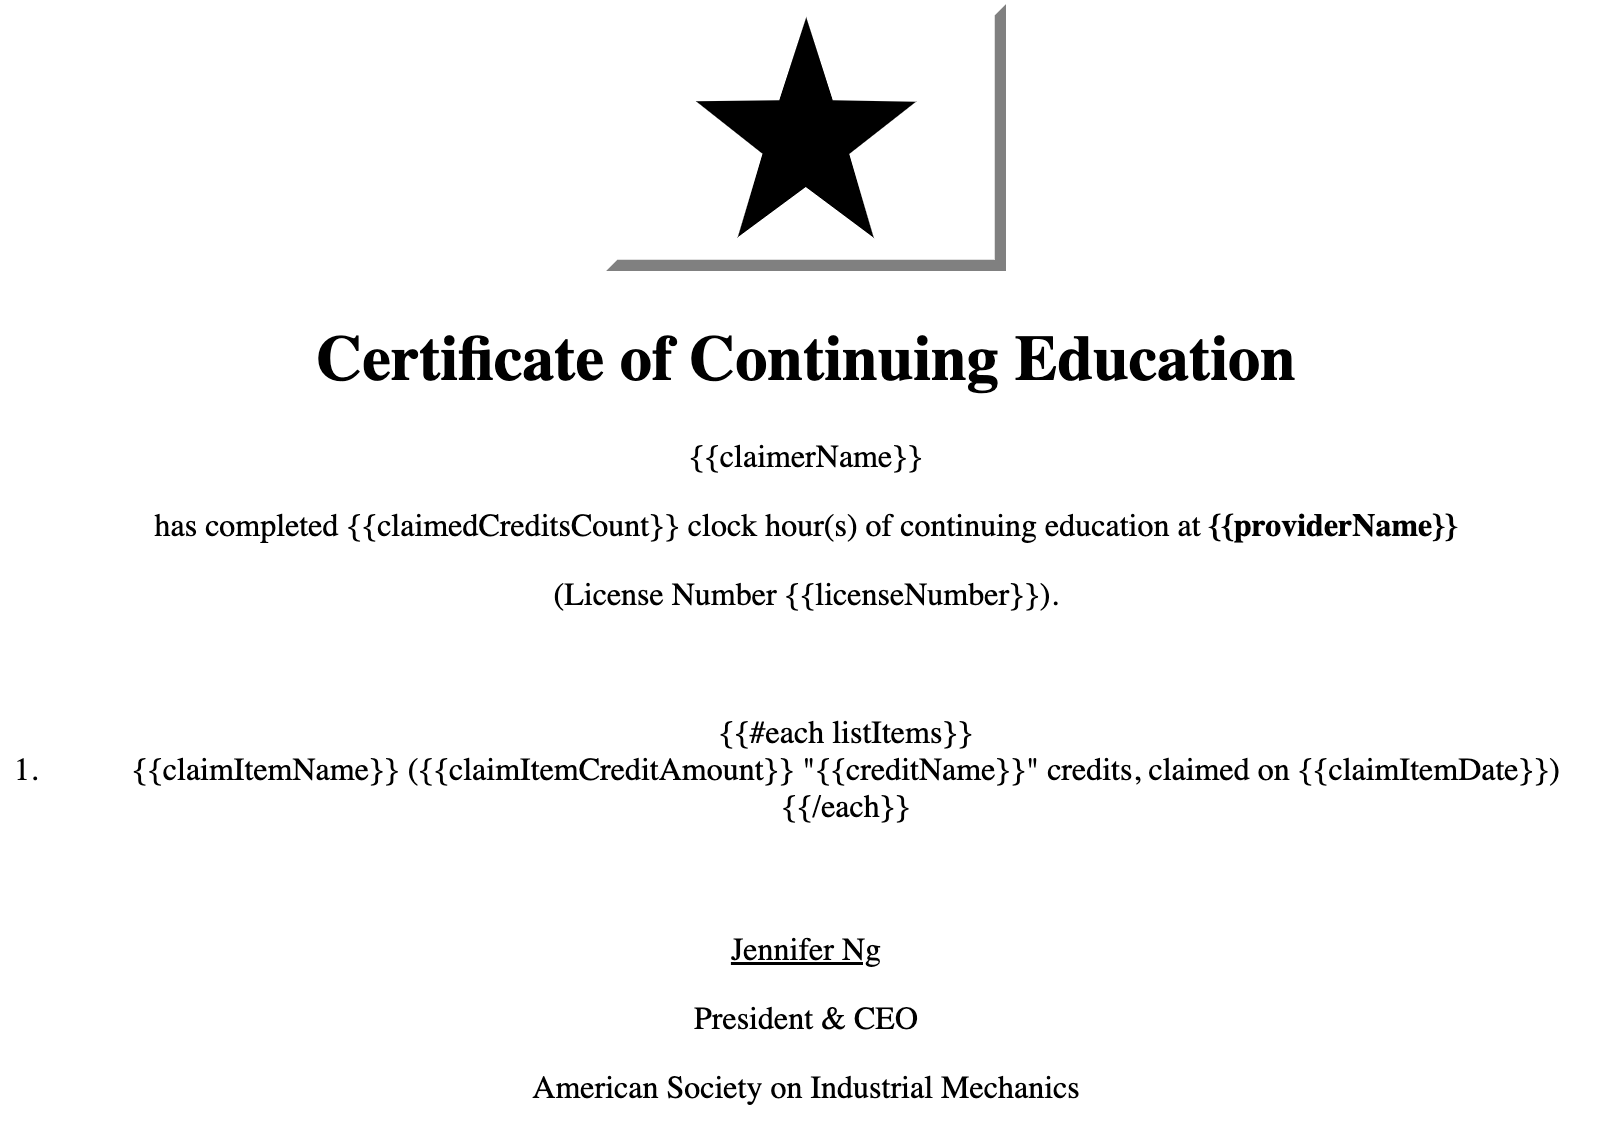 Certificate of Continuing Education
{{claimerName}}
has completed {{claimedCreditsCount}} clock hour(s) of continuing education at {{providerName}}
(License Number {{licenseNumber}}).
{{#each listItems}}
1. {{claimItemName}} ({{claimItemCreditAmount}} "{{creditName}}" credits, claimed on {{claimItemDate}})
{{/each}}
Jennifer Ng
President & CEO
American Society on Industrial Mechanics